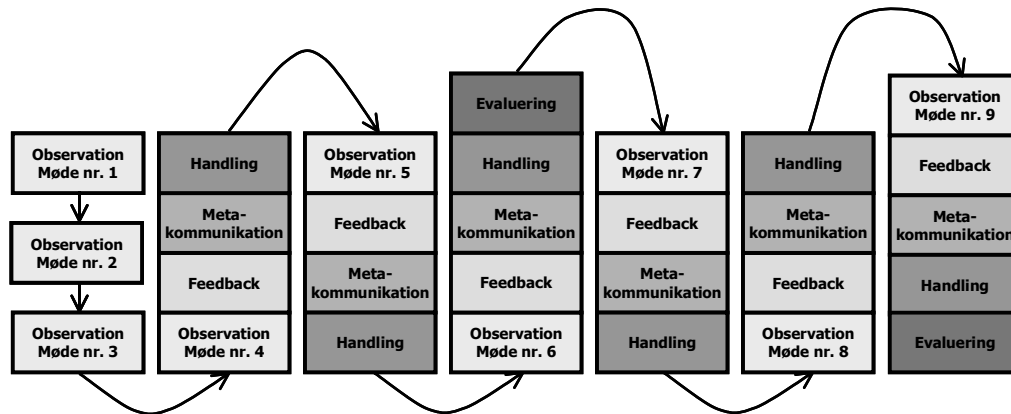 Observation
Møde nr. 1
Observation
Møde nr. 2
Observation
Møde nr. 3
Handling
Meta-
kommunikation
Feedback
Observation
Møde nr. 4
Observation
Møde nr. 5
Feedback
Meta-
kommunikation
Handling
Evaluering
Handling
Meta-
kommunikation
Feedback
Observation
Møde nr. 6
Observation
Møde nr. 7
Feedback
Meta-
kommunikation
Handling
Handling
Meta-
kommunikation
Feedback
Observation
Møde nr. 8
Observation
Møde nr. 9
Feedback
Meta-
kommunikation
Handling
Evaluering